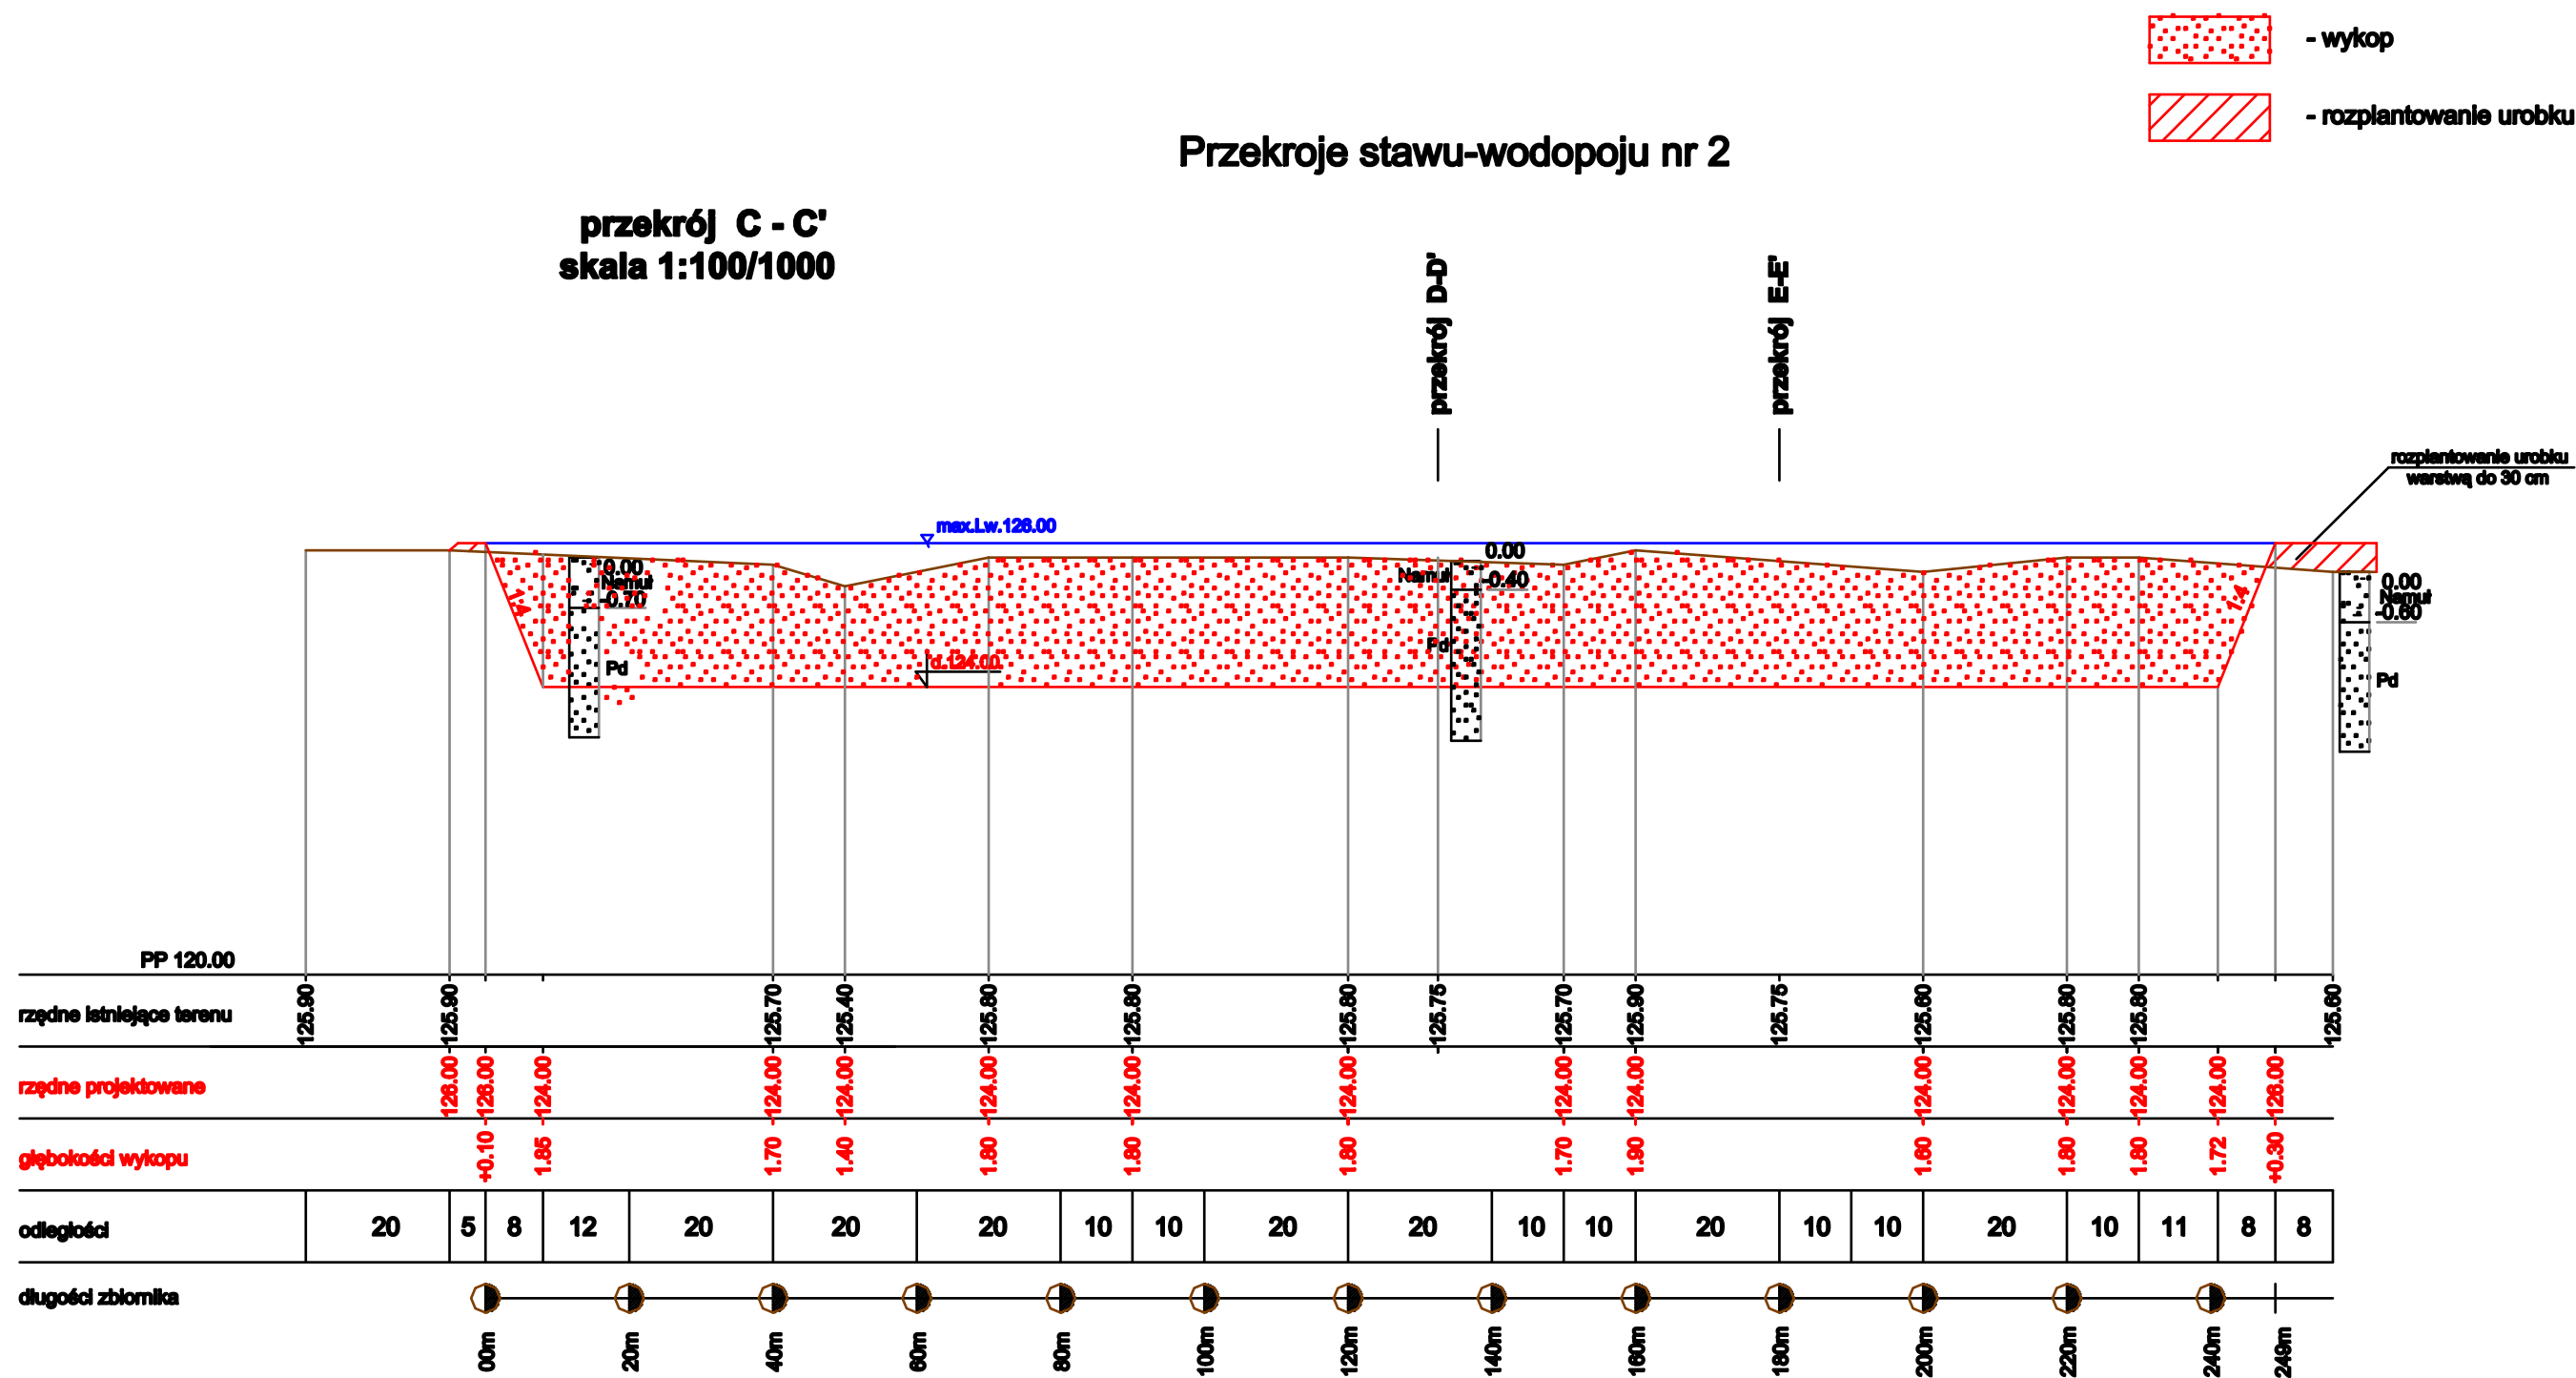 - wykop
- rozplantowanie urobku
Przekroje stawu-wodopoju nr 2
przekrój C - C'
skala 1:100/1000
przekrój D-D'
przekrój E-E'
rozplantowanie urobku
warstwą do 30 cm
max.Lw.126.00
0.00
Namuł
-0.70
Pd
1:4
d.124.00
0.00
Namuł
-0.40
Pd
1:4
0.00
Namuł
-0.60
Pd
PP 120.00
rzędne istniejące terenu
125.90 125.90 125.70 125.40 125.80 125.80 125.80 125.75 125.70 125.90 125.75 125.60 125.80 125.80 125.60
rzędne projektowane
126.00 126.00 124.00 124.00 124.00 124.00 124.00 124.00 124.00 124.00 124.00 124.00 124.00 124.00 126.00
głębokości wykopu
+0.10 1.85 1.70 1.40 1.80 1.80 1.80 1.70 1.90 1.60 1.80 1.80 1.72 +0.30
odległości
20 5 8 12 20 20 20 10 10 20 20 10 10 20 10 10 20 10 11 8 8
długości zbiornika
00m 20m 40m 60m 80m 100m 120m 140m 160m 180m 200m 220m 240m 249m